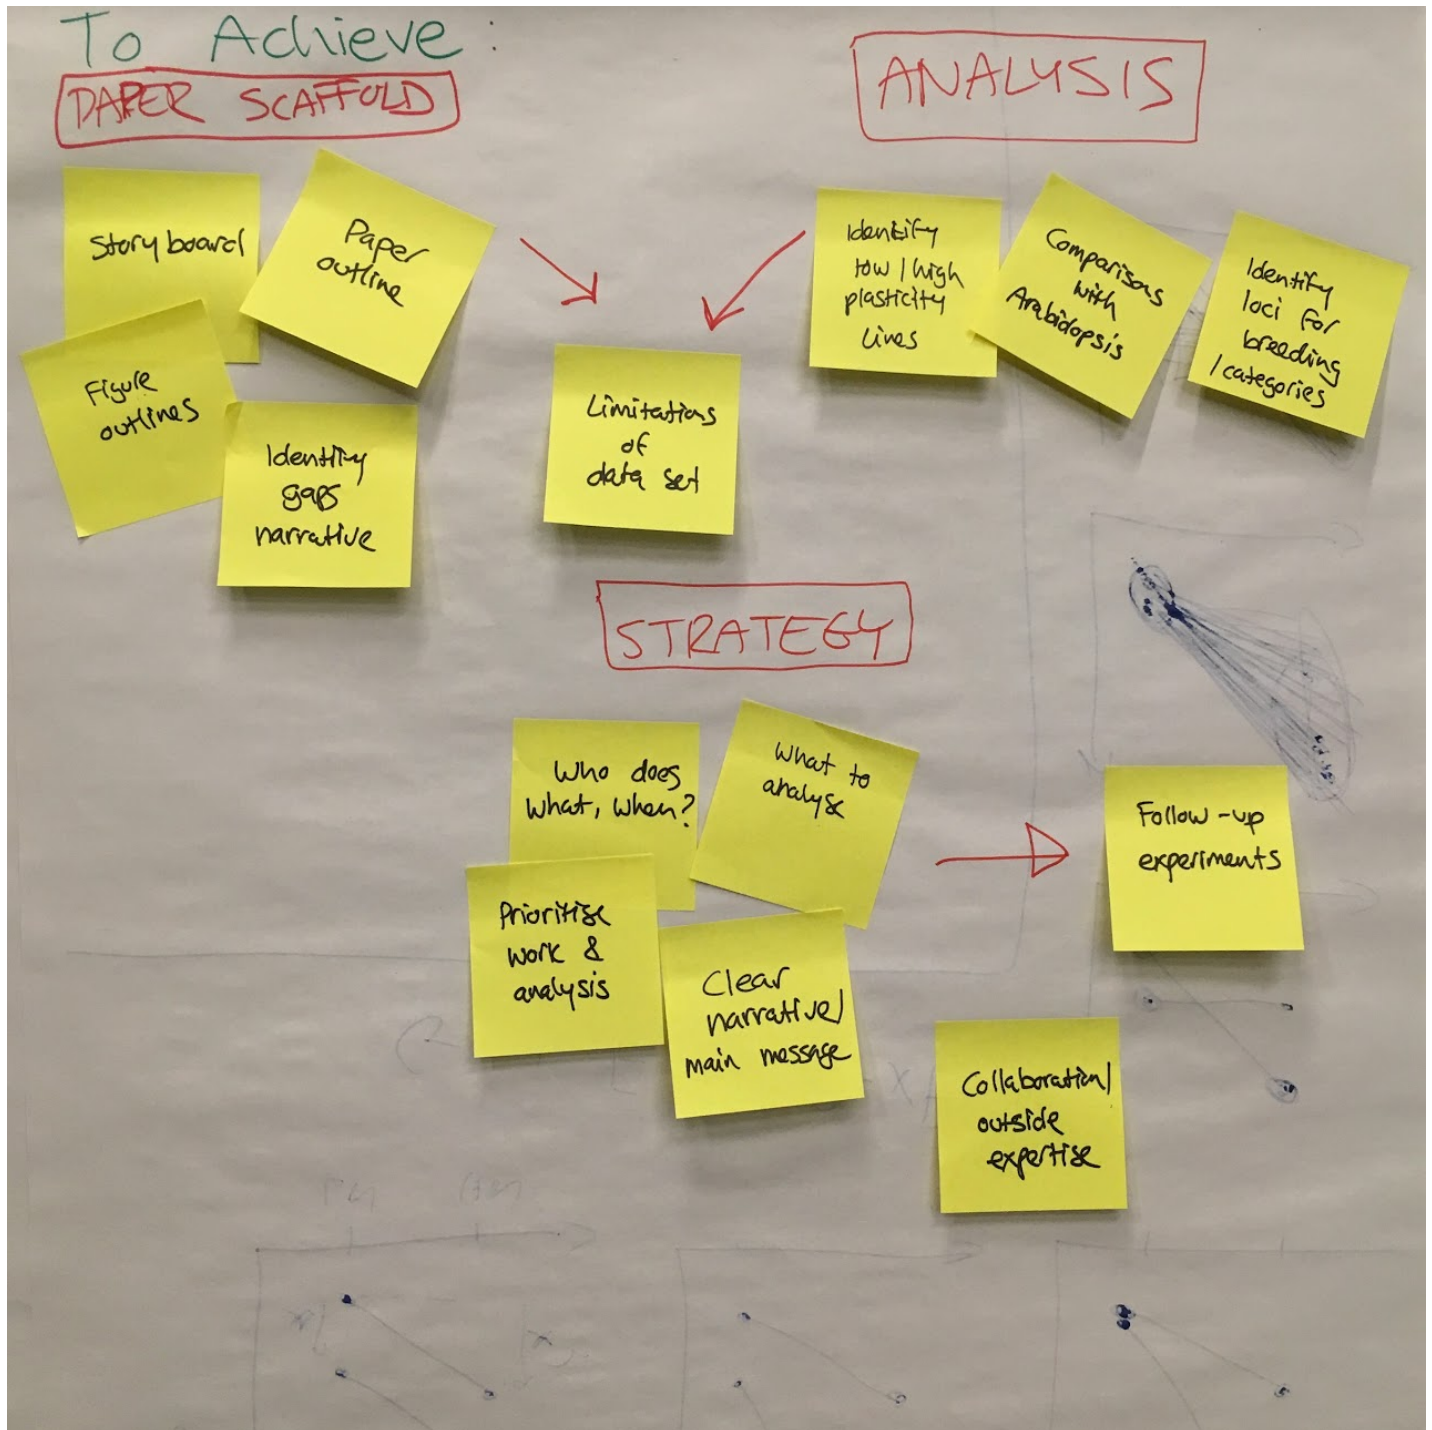 To Achieve:
PAPER SCAFFOLD
ANALYSIS
Story board
Paper
outline
Figure
outlines
Identify
gaps
narrative
Limitations
of
data set
Identify
low / high
plasticity
lines
Comparisons
with
Arabidopsis
Identify
loci for
breeding
/ categories
STRATEGY
Who does
what, when?
What to
analyse
Prioritise
work &
analysis
Clear
narrative/
main message
Follow-up
experiments
Collaboration/
outside
expertise